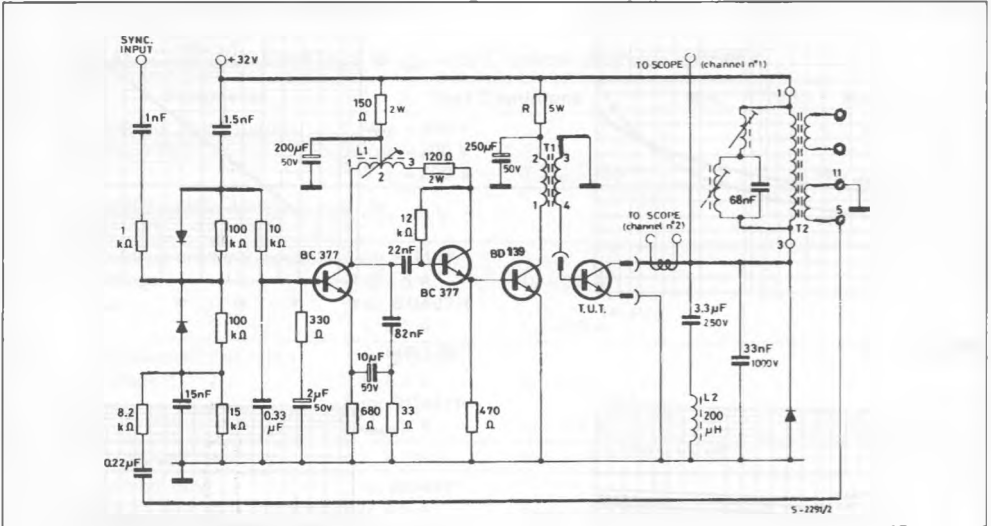 SYNC.
INPUT
+32V
TO SCOPE (channel n°1)
1nF
1.5nF
150
Ω
2W
R
5W
1
200μF
50V
L1
1
2
3
120Ω
2W
250μF
50V
T1
2
3
1
4
68nF
11
5
T2
3
TO SCOPE
(channel n°2)
1
kΩ
100
kΩ
10
kΩ
12
kΩ
22nF
BC 377
BC 377
BD 139
T.U.T.
100
kΩ
330
Ω
82nF
3.3μF
250V
33nF
1000V
10μF
50V
8.2
kΩ
15nF
15
kΩ
0.33
μF
2μF
50V
680
Ω
33
Ω
470
Ω
L2
200
μH
0.22μF
S-2291/2